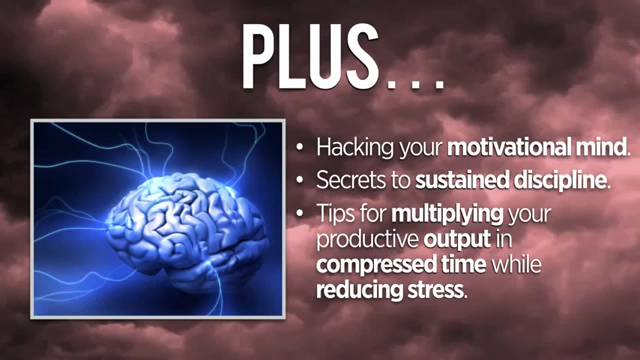 PLUS...
• Hacking your motivational mind.
• Secrets to sustained discipline.
• Tips for multiplying your
productive output in
compressed time while
reducing stress.